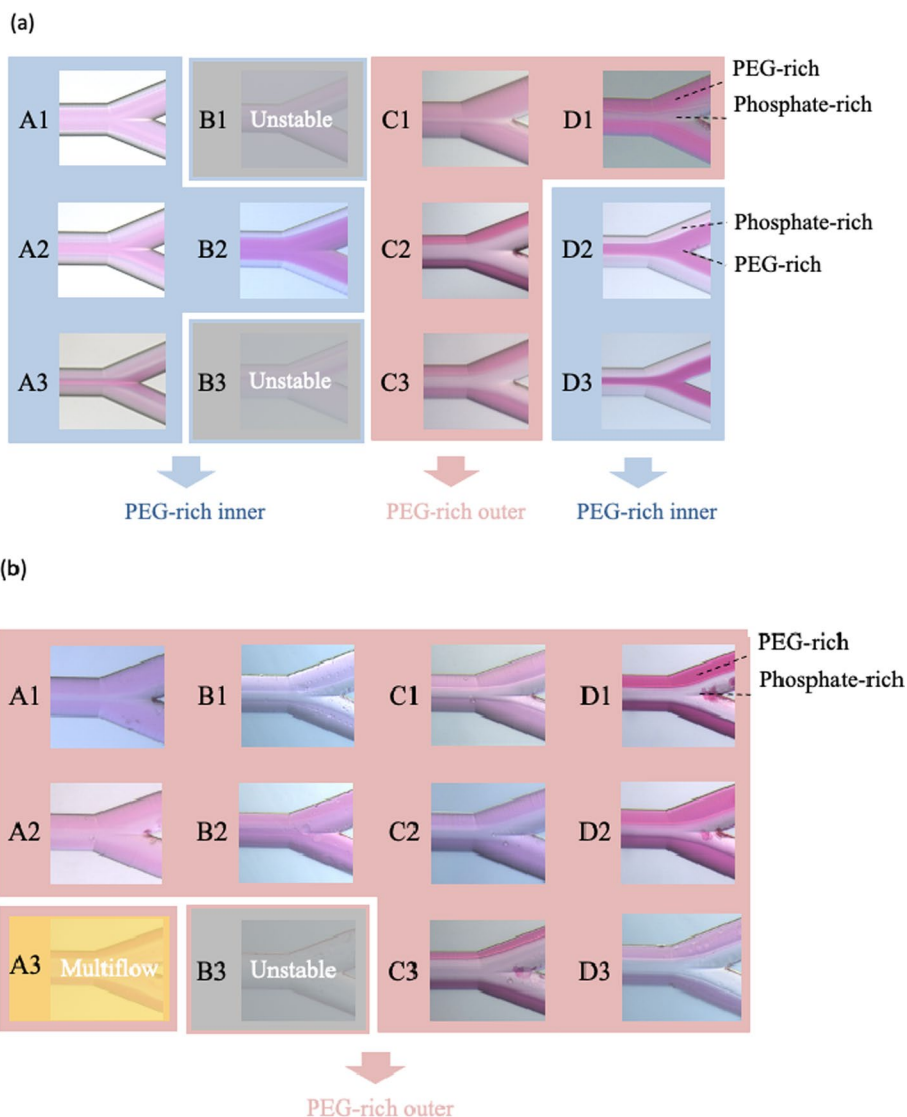 (a)
PEG-rich
Phosphate-rich
A1
B1
Unstable
C1
D1
Phosphate-rich
PEG-rich
A2
B2
C2
D2
A3
B3
Unstable
C3
D3
PEG-rich inner
PEG-rich outer
PEG-rich inner
(b)
PEG-rich
Phosphate-rich
A1
B1
C1
D1
A2
B2
C2
D2
A3
Multiflow
B3
Unstable
C3
D3
PEG-rich outer